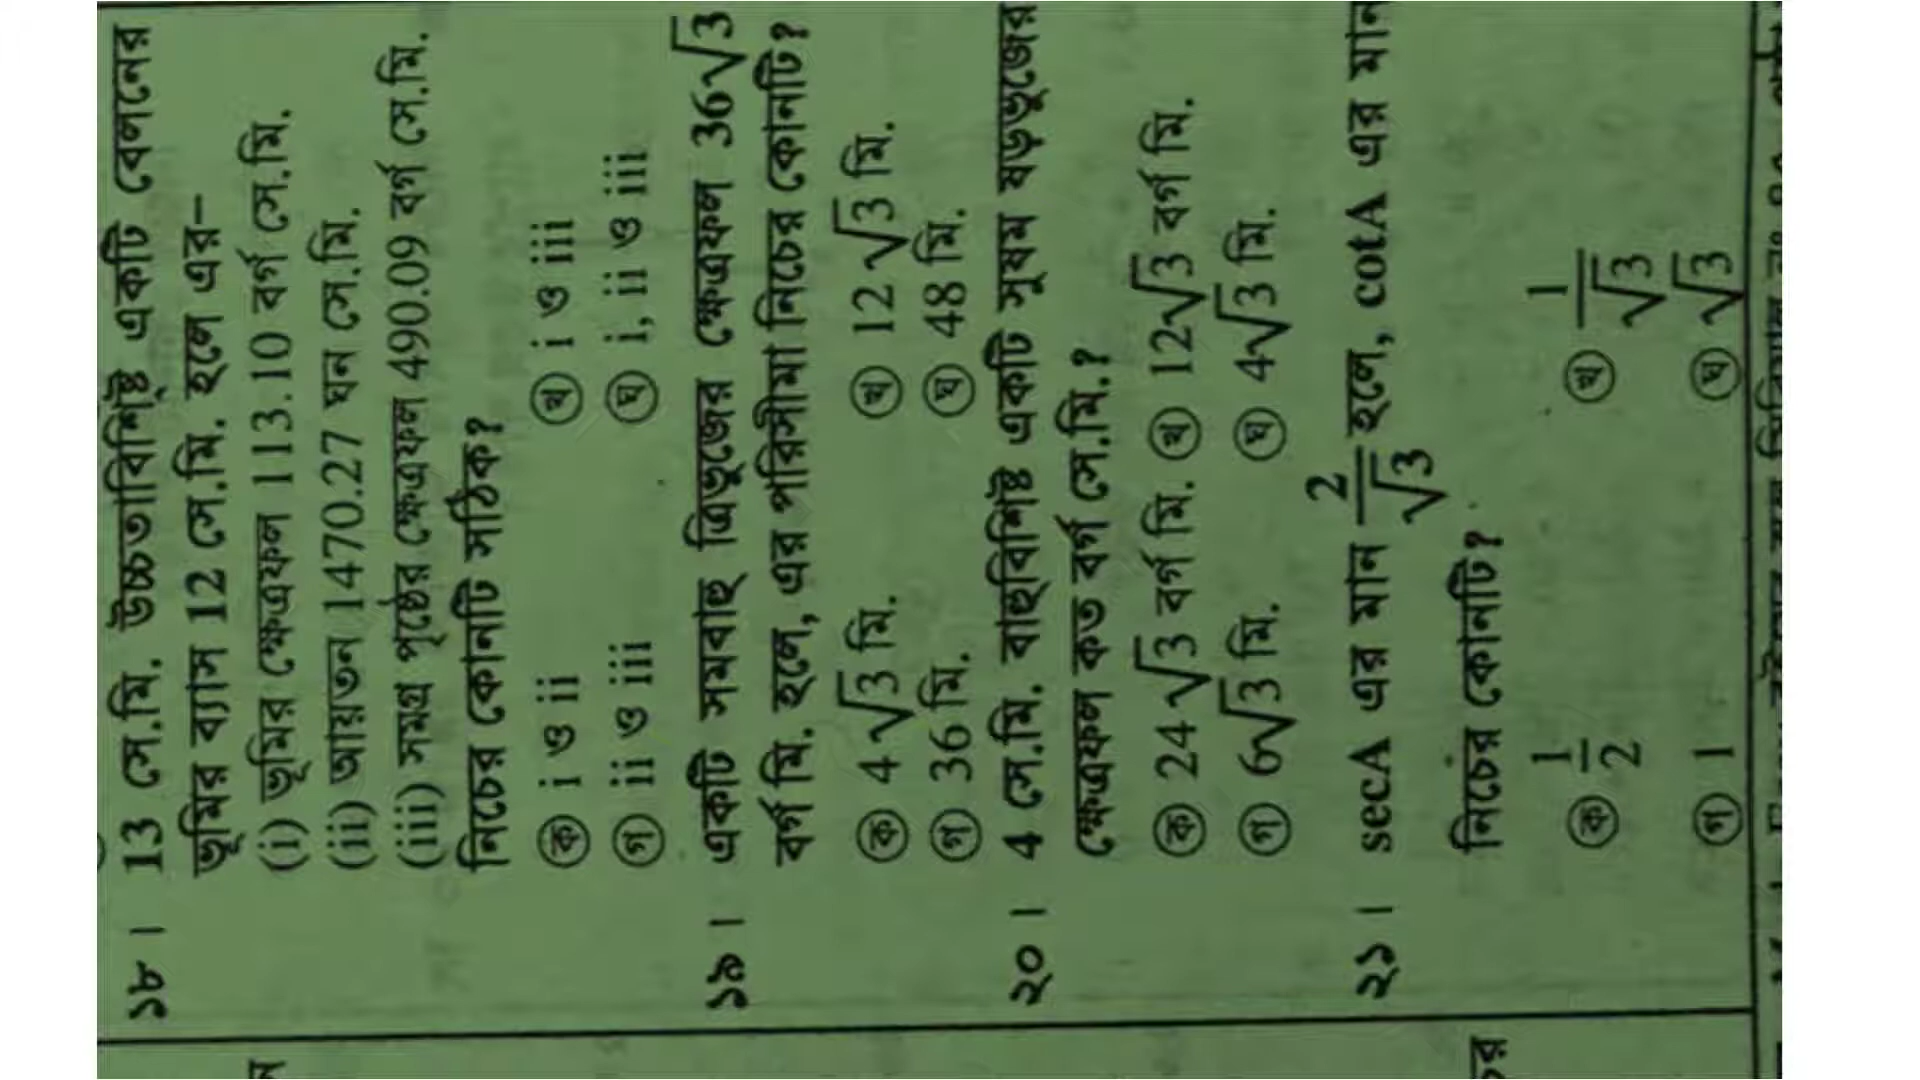 ১৮। 13 সে.মি. উচ্চতাবিশিষ্ট একটি বেলনের
ভূমির ব্যাস 12 সে.মি. হলে এর–
(i) ভূমির ক্ষেত্রফল 113.10 বর্গ সে.মি.
(ii) আয়তন 1470.27 ঘন সে.মি.
(iii) সমগ্র পৃষ্ঠের ক্ষেত্রফল 490.09 বর্গ সে.মি.
নিচের কোনটি সঠিক?
ক i ও ii খ i ও iii
গ ii ও iii ঘ i, ii ও iii
১৯। একটি সমবাহু ত্রিভুজের ক্ষেত্রফল 36√3
বর্গ মি. হলে, এর পরিসীমা নিচের কোনটি?
ক 4√3 মি. খ 12√3 মি.
গ 36 মি. ঘ 48 মি.
২০। 4 সে.মি. বাহুবিশিষ্ট একটি সুষম ষড়ভুজের
ক্ষেত্রফল কত বর্গ সে.মি.?
ক 24√3 বর্গ মি. খ 12√3 বর্গ মি.
গ 6√3 মি. ঘ 4√3 মি.
২১। secA এর মান 2/√3 হলে, cotA এর মান
নিচের কোনটি?
ক 1/2 খ 1/√3
গ 1 ঘ √3